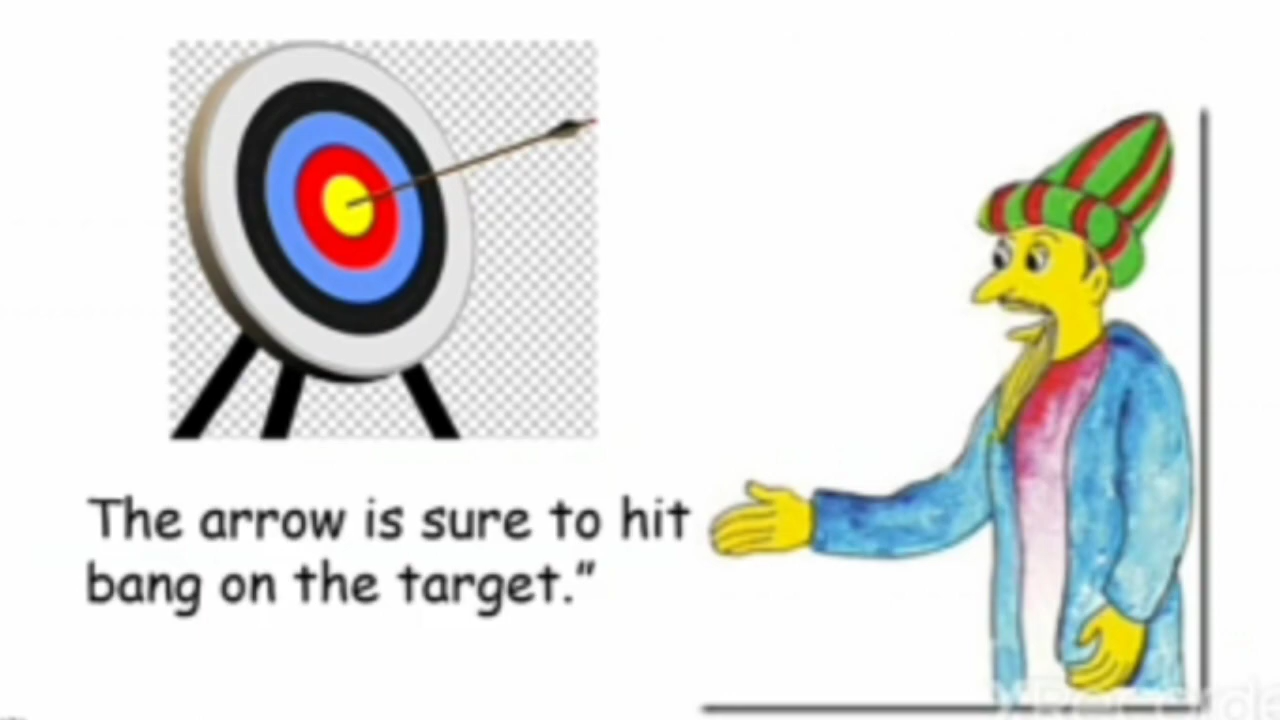 The arrow is sure to hit
bang on the target.”